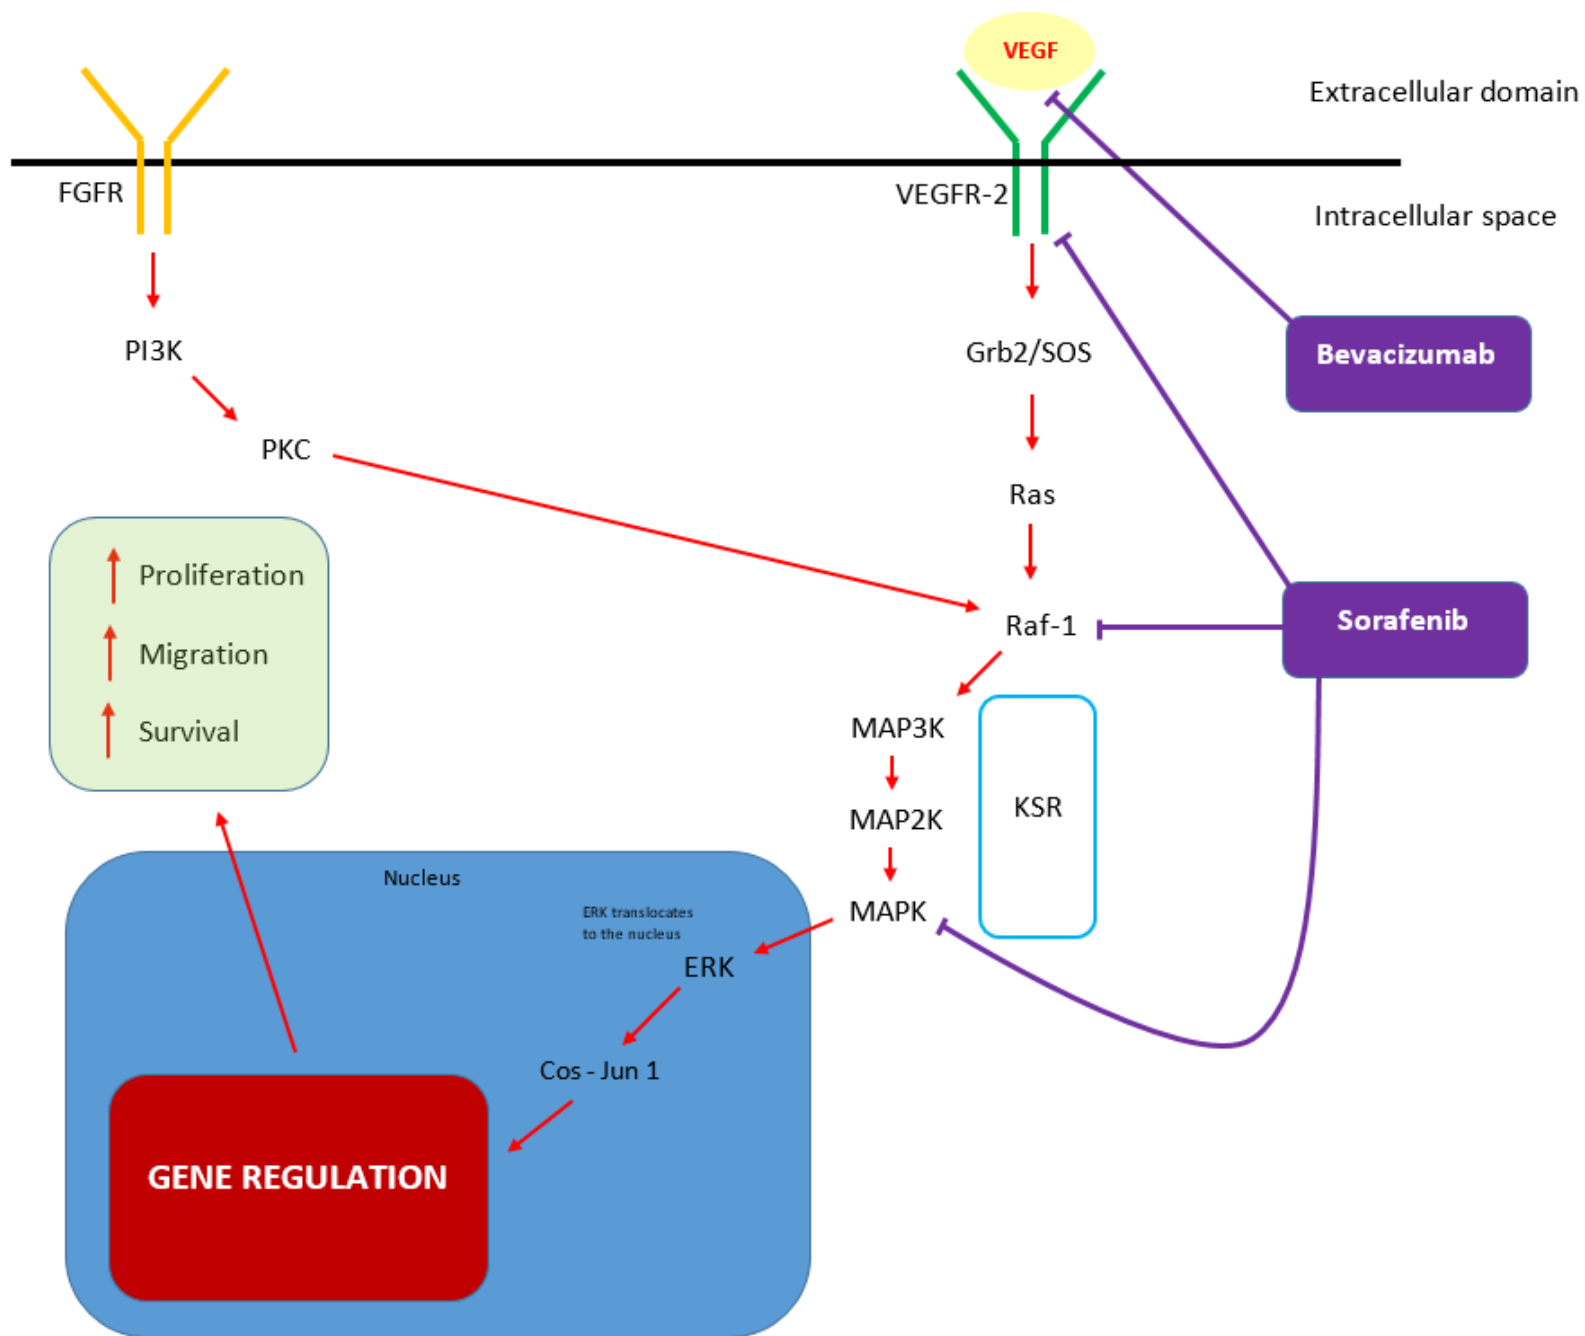 VEGF
Extracellular domain
FGFR
VEGFR-2
Intracellular space
PI3K
Grb2/SOS
Bevacizumab
PKC
Ras
Proliferation
Migration
Survival
Raf-1
Sorafenib
MAP3K
KSR
MAP2K
MAPK
Nucleus
ERK translocates
to the nucleus
ERK
Cos - Jun 1
GENE REGULATION